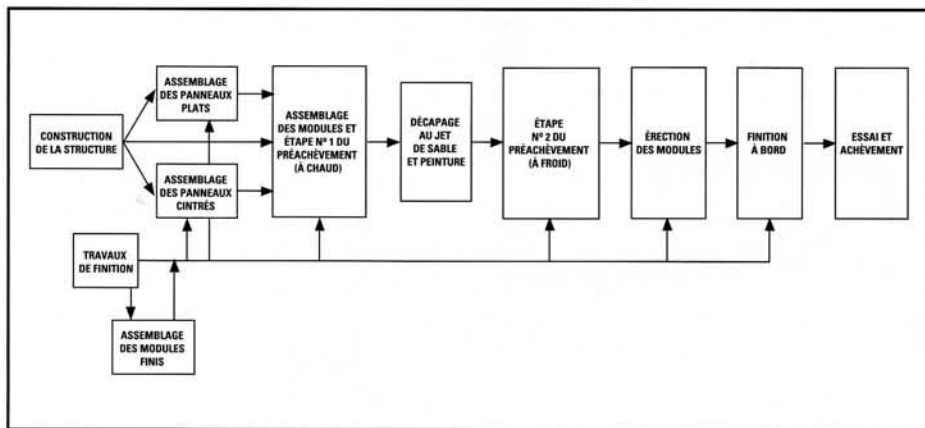 CONSTRUCTION
DE LA STRUCTURE
ASSEMBLAGE
DES PANNEAUX
PLATS
ASSEMBLAGE
DES PANNEAUX
CINTRÉS
ASSEMBLAGE
DES MODULES ET
ÉTAPE Nº 1 DU
PRÉACHÈVEMENT
(À CHAUD)
DÉCAPAGE
AU JET
DE SABLE
ET PEINTURE
ÉTAPE
Nº 2 DU
PRÉACHÈVEMENT
(À FROID)
ÉRECTION
DES MODULES
FINITION
À BORD
ESSAI ET
ACHÈVEMENT
TRAVAUX
DE FINITION
ASSEMBLAGE
DES MODULES
FINIS